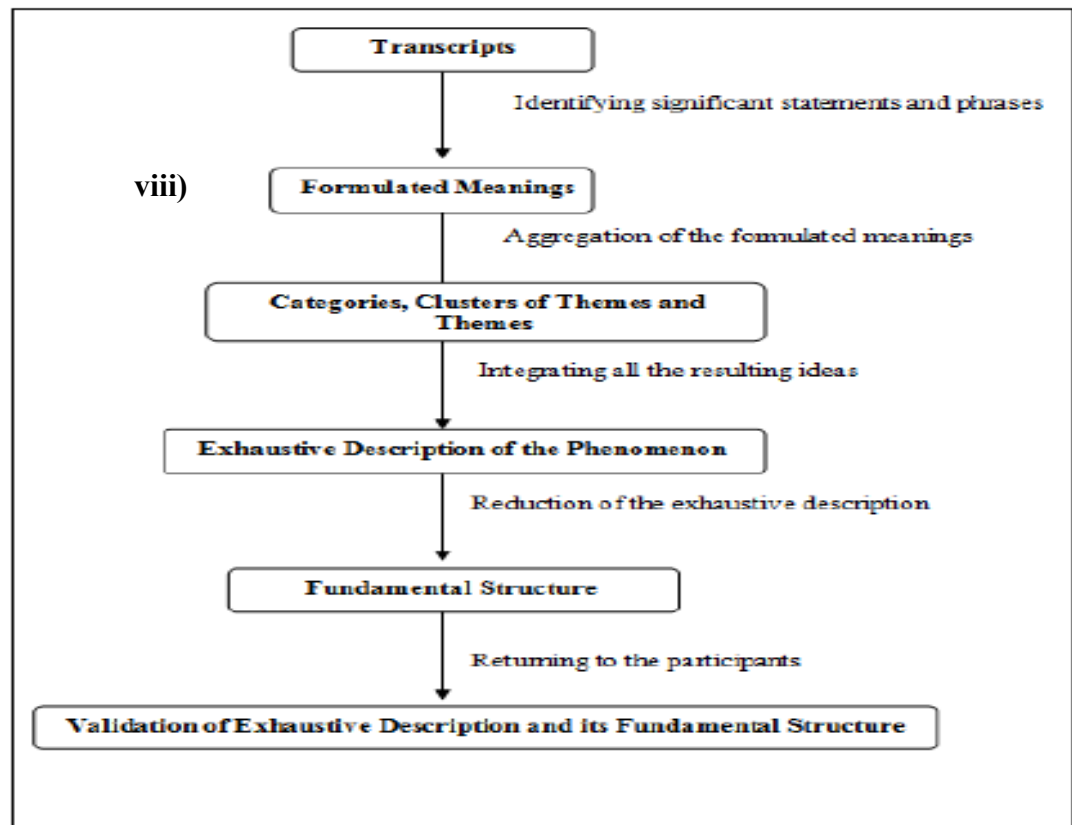 Transcripts
Identifying significant statements and phrases
viii)
Formulated Meanings
Aggregation of the formulated meanings
Categories, Clusters of Themes and
Themes
Integrating all the resulting ideas
Exhaustive Description of the Phenomenon
Reduction of the exhaustive description
Fundamental Structure
Returning to the participants
Validation of Exhaustive Description and its Fundamental Structure